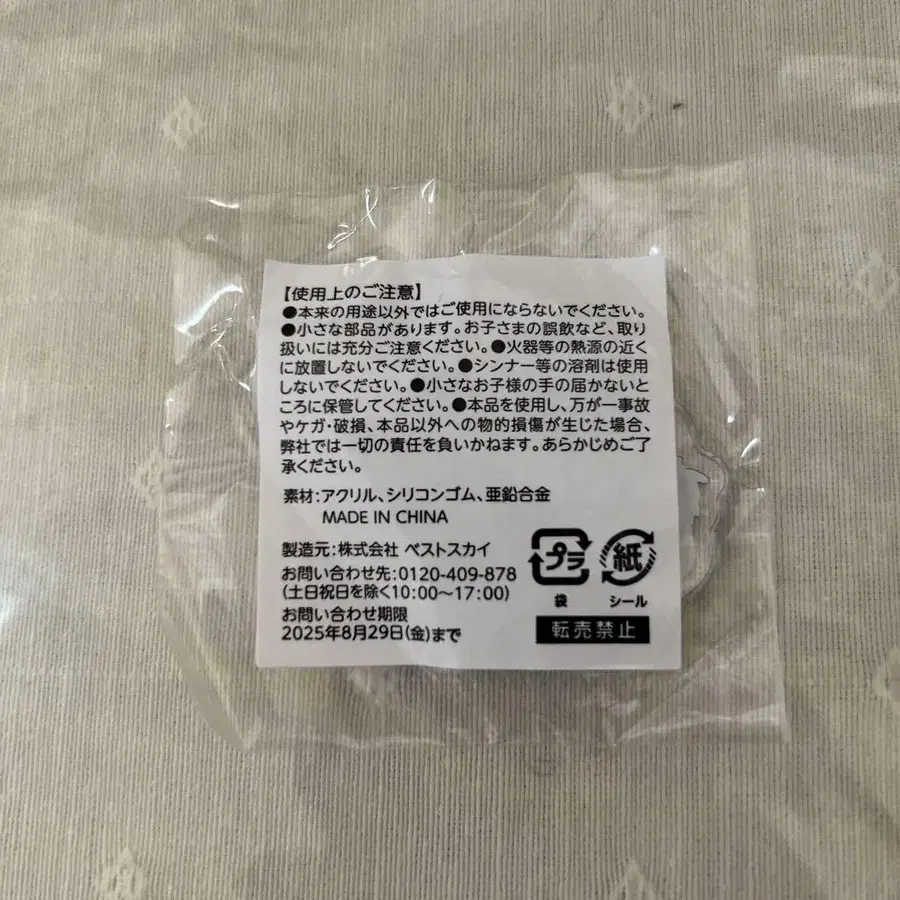 【使用上のご注意】
●本来の用途以外ではご使用にならないでください。
●小さな部品があります。お子さまの誤飲など、取り
扱いには充分ご注意ください。●火器等の熱源の近く
に放置しないでください。●シンナー等の溶剤は使用
しないでください。●小さなお子様の手の届かないと
ころに保管してください。●本品を使用し、万が一事故
やケガ・破損、本品以外への物的損傷が生じた場合、
弊社では一切の責任を負いかねます。あらかじめご了
承ください。
素材:アクリル、シリコンゴム、亜鉛合金
MADE IN CHINA
製造元:株式会社 ベストスカイ
お問い合わせ先:0120-409-878
(土日祝日を除く10:00〜17:00)
お問い合わせ期限
2025年8月29日(金)まで
プラ 紙
袋 シール
転売禁止